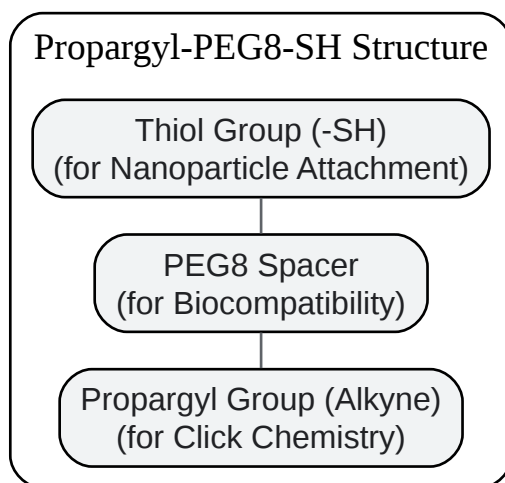 Propargyl-PEG8-SH Structure
Thiol Group (-SH)
(for Nanoparticle Attachment)
PEG8 Spacer
(for Biocompatibility)
Propargyl Group (Alkyne)
(for Click Chemistry)